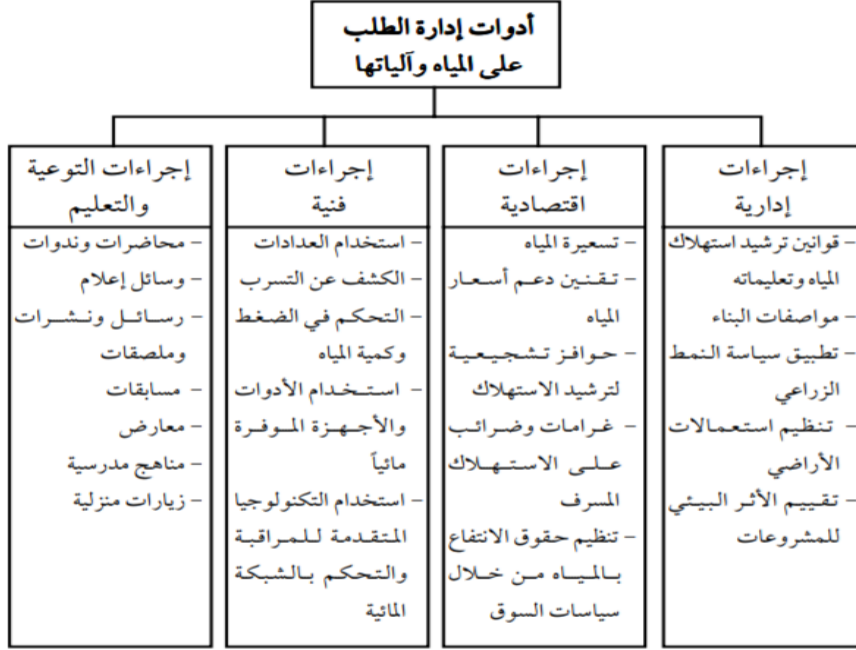 أدوات إدارة الطلب
على المياه وآلياتها
إجراءات
إدارية
– قوانين ترشيد استهلاك
المياه وتعليماته
– مواصفات البناء
– تطبيق سياسة النمط
الزراعي
– تنظيم استعمالات
الأراضي
– تقييم الأثر البيئي
للمشروعات
إجراءات
اقتصادية
– تسعيرة المياه
– تقنين دعم أسعار
المياه
– حوافز تشجيعية
لترشيد الاستهلاك
– غرامات وضرائب
على الاستهلاك
المسرف
– تنظيم حقوق الانتفاع
بالمياه من خلال
سياسات السوق
إجراءات
فنية
– استخدام العدادات
– الكشف عن التسرب
– التحكم في الضغط
وكمية المياه
– استخدام الأدوات
والأجهزة الموفرة
مائياً
– استخدام التكنولوجيا
المتقدمة للمراقبة
والتحكم بالشبكة
المائية
إجراءات التوعية
والتعليم
– محاضرات وندوات
– وسائل إعلام
– رسائل ونشرات
وملصقات
– مسابقات
– معارض
– مناهج مدرسية
– زيارات منزلية